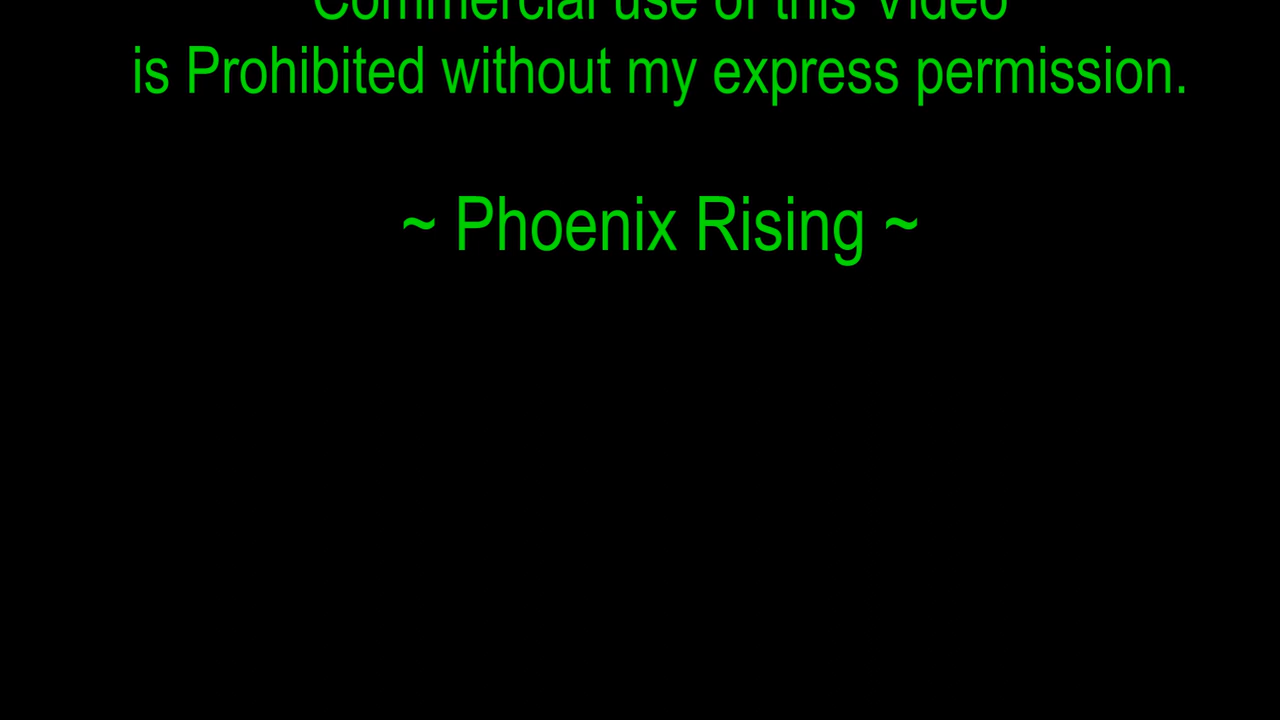 Commercial use of this Video
is Prohibited without my express permission.
~ Phoenix Rising ~